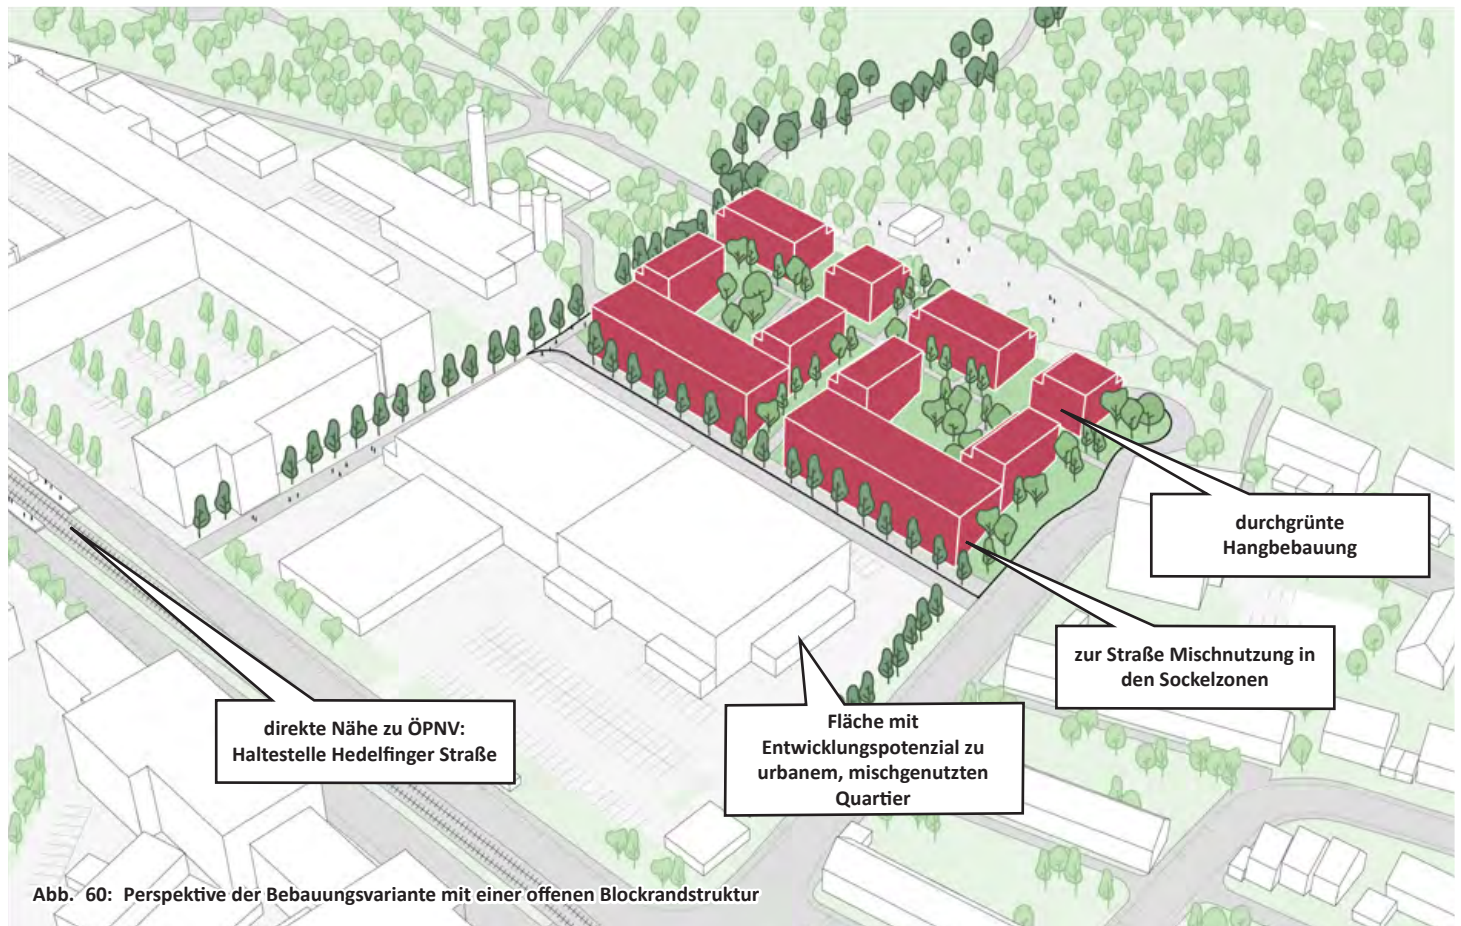 durchgrünte
Hangbebauung
zur Straße Mischnutzung in
den Sockelzonen
direkte Nähe zu ÖPNV:
Haltestelle Hedelfinger Straße
Fläche mit
Entwicklungspotenzial zu
urbanem, mischgenutzten
Quartier
Abb. 60: Perspektive der Bebauungsvariante mit einer offenen Blockrandstruktur